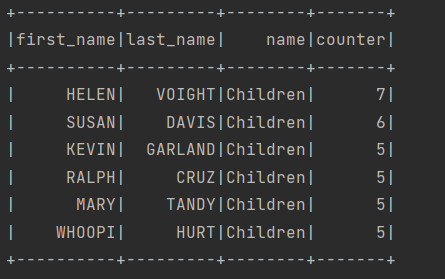 +----------+---------+--------+-------+
|first_name|last_name|    name|counter|
+----------+---------+--------+-------+
|     HELEN|   VOIGHT|Children|      7|
|     SUSAN|    DAVIS|Children|      6|
|     KEVIN|  GARLAND|Children|      5|
|     RALPH|     CRUZ|Children|      5|
|      MARY|    TANDY|Children|      5|
|    WHOOPI|     HURT|Children|      5|
+----------+---------+--------+-------+